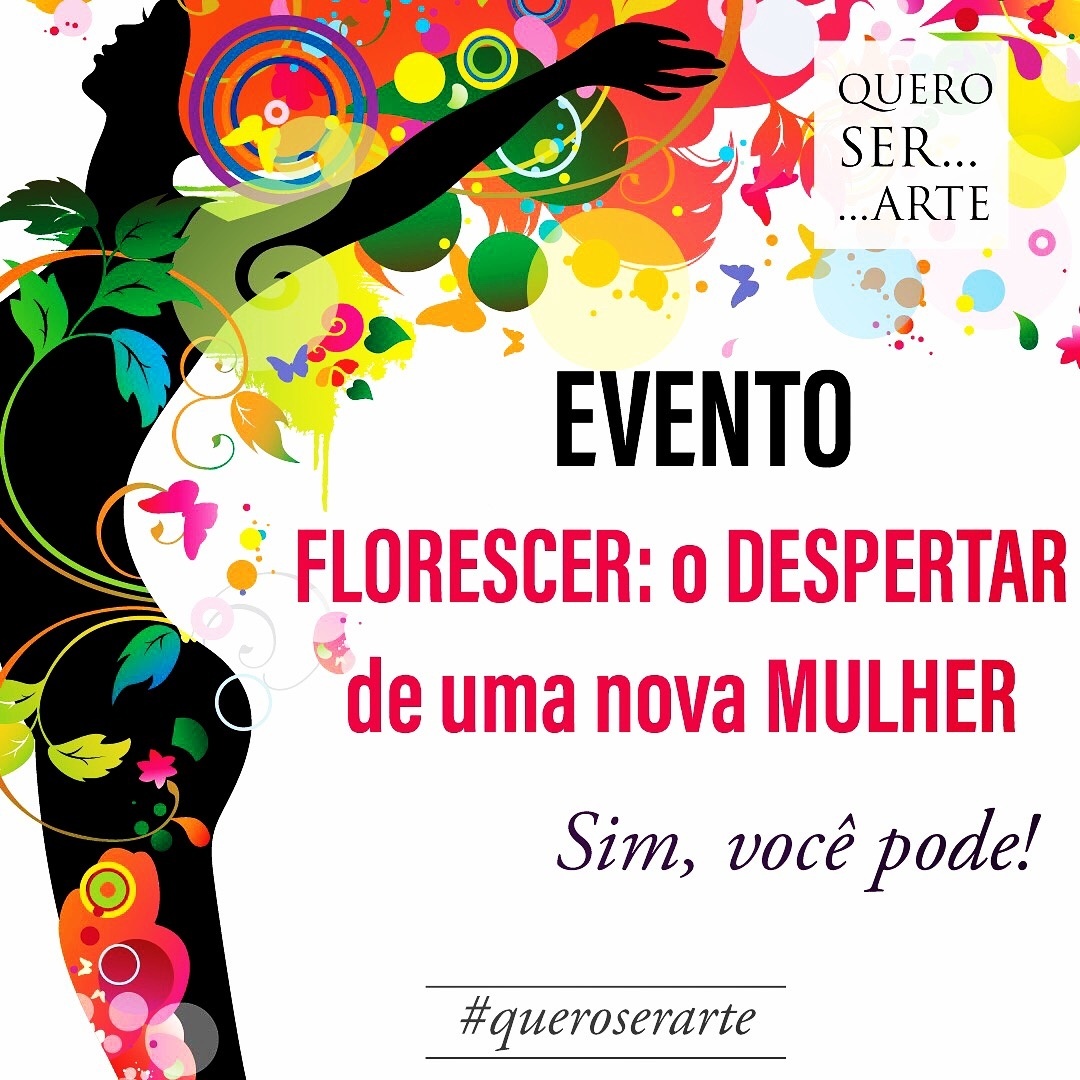 QUERO
SER...
...ARTE
EVENTO
FLORESCER: o DESPERTAR
de uma nova MULHER
Sim, você pode!
#queroserarte